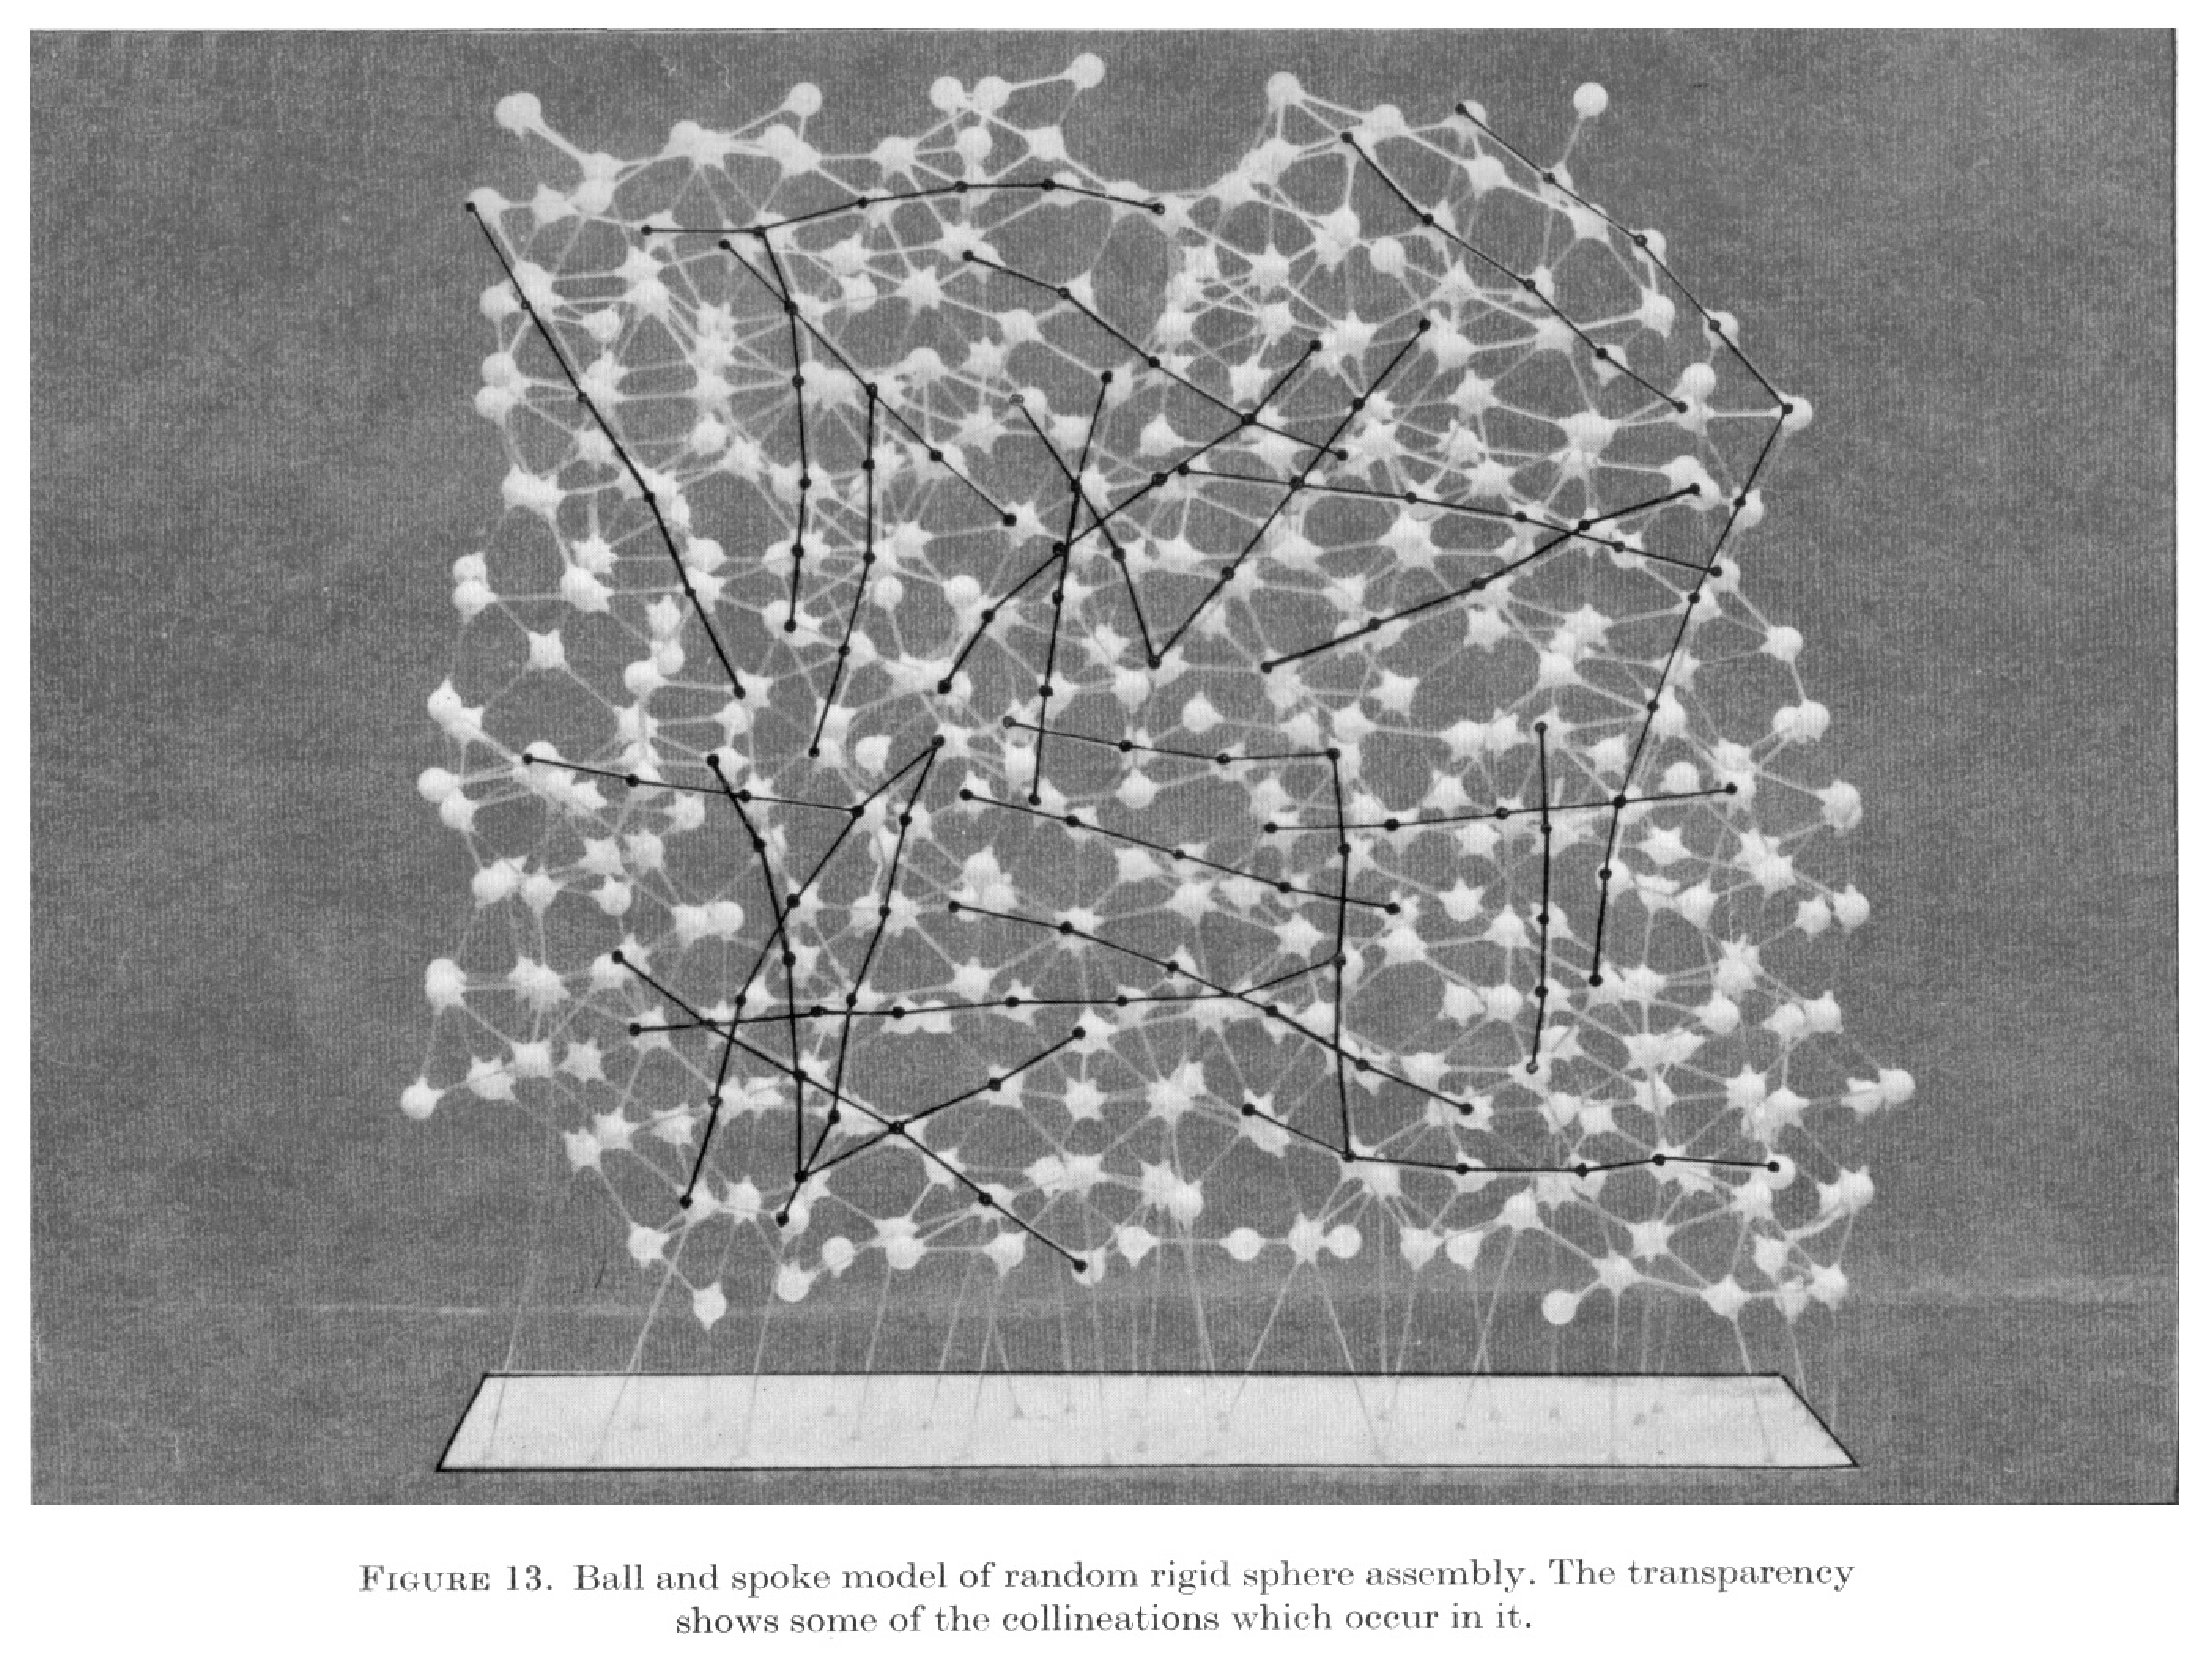 FIGURE 13. Ball and spoke model of random rigid sphere assembly. The transparency
shows some of the collineations which occur in it.